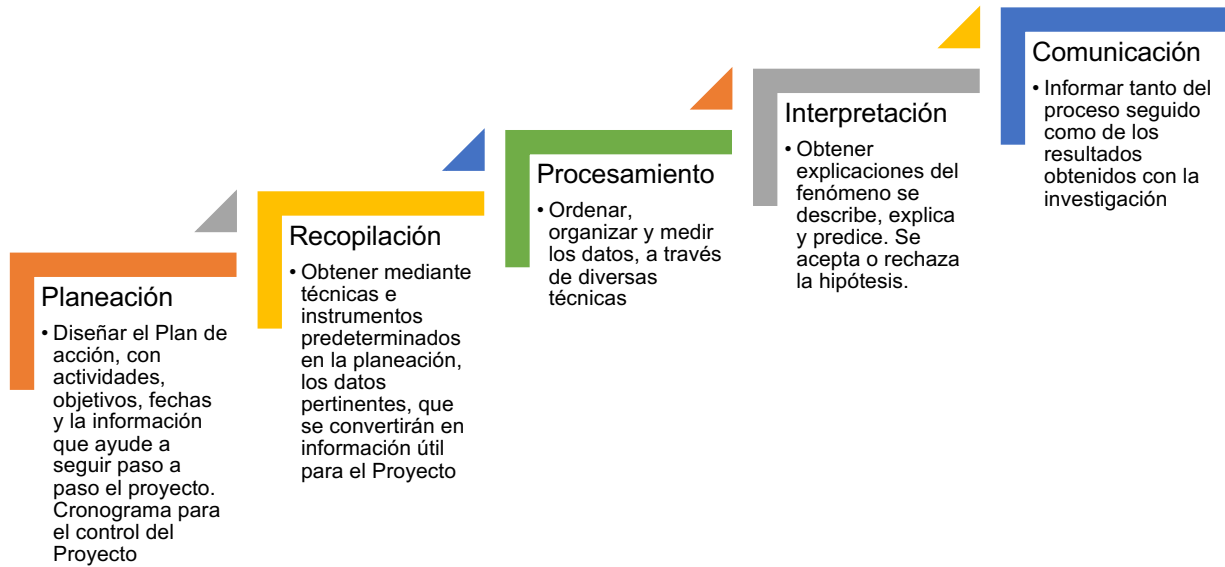 Planeación
• Diseñar el Plan de
acción, con
actividades,
objetivos, fechas
y la información
que ayude a
seguir paso a
paso el proyecto.
Cronograma para
el control del
Proyecto
Recopilación
• Obtener mediante
técnicas e
instrumentos
predeterminados
en la planeación,
los datos
pertinentes, que
se convertirán en
información útil
para el Proyecto
Procesamiento
• Ordenar,
organizar y medir
los datos, a través
de diversas
técnicas
Interpretación
• Obtener
explicaciones del
fenómeno se
describe, explica
y predice. Se
acepta o rechaza
la hipótesis.
Comunicación
• Informar tanto del
proceso seguido
como de los
resultados
obtenidos con la
investigación